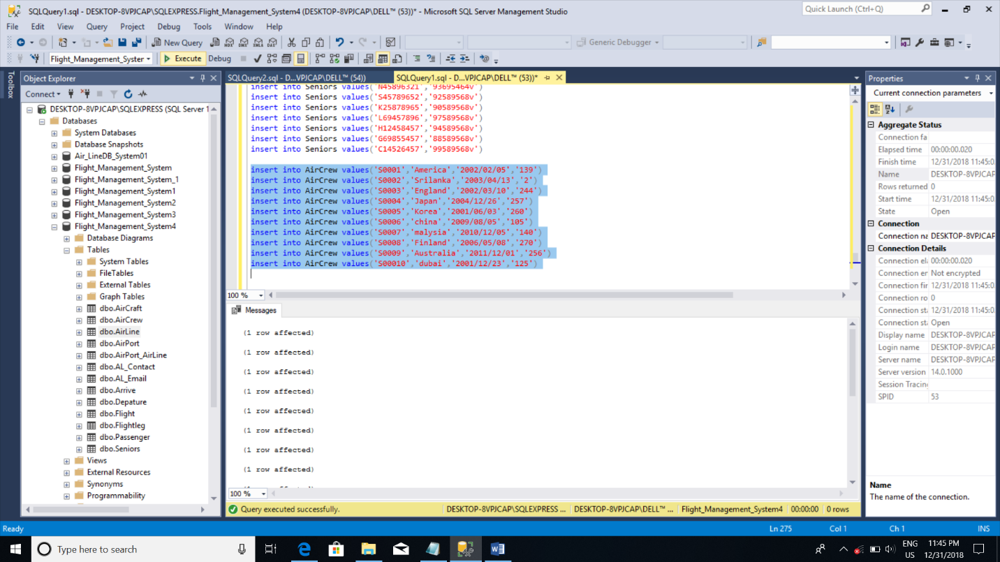 SQLQuery1.sql - DESKTOP-8VPJCAP\SQLEXPRESS.Flight_Management_System4 (DESKTOP-8VPJCAP\DELL™ (53))* - Microsoft SQL Server Management Studio
Quick Launch (Ctrl+Q)
File Edit View Query Project Debug Tools Window Help
New Query
Generic Debugger
Flight_Management_Syster
Execute Debug
Toolbox
Object Explorer
Connect
DESKTOP-8VPJCAP\SQLEXPRESS (SQL Server 1
Databases
System Databases
Database Snapshots
Air_LineDB_System01
Flight_Management_System
Flight_Management_System_1
Flight_Management_System1
Flight_Management_System2
Flight_Management_System3
Flight_Management_System4
Database Diagrams
Tables
System Tables
FileTables
External Tables
Graph Tables
dbo.AirCraft
dbo.AirCrew
dbo.AirLine
dbo.AirPort
dbo.AirPort_AirLine
dbo.AL_Contact
dbo.AL_Email
dbo.Arrive
dbo.Depature
dbo.Flight
dbo.Flightleg
dbo.Passenger
dbo.Seniors
Views
External Resources
Synonyms
Programmability
SQLQuery2.sql - D...VPJCAP\DELL™ (54))
SQLQuery1.sql - D...VPJCAP\DELL™ (53))*
insert into Seniors values('N45896321','93695464v')
insert into Seniors values('S45789652','92589568v')
insert into Seniors values('K25878965','90589568v')
insert into Seniors values('L69457896','97589568v')
insert into Seniors values('H12458457','94589568v')
insert into Seniors values('G69855457','88589568v')
insert into Seniors values('C14526457','99589568v')
insert into AirCrew values('S0001','America','2002/02/05','139')
insert into AirCrew values('S0002','Srilanka','2003/04/13','2')
insert into AirCrew values('S0003','England','2002/03/10','244')
insert into AirCrew values('S0004','Japan','2004/12/26','257')
insert into AirCrew values('S0005','Korea','2001/06/03','260')
insert into AirCrew values('S0006','china','2009/08/05','105')
insert into AirCrew values('S0007','malysia','2010/12/05','140')
insert into AirCrew values('S0008','Finland','2006/05/08','270')
insert into AirCrew values('S0009','Australia','2011/12/01','256')
insert into AirCrew values('S00010','dubai','2001/12/23','125')
100 %
Messages
(1 row affected)
(1 row affected)
(1 row affected)
(1 row affected)
(1 row affected)
(1 row affected)
(1 row affected)
(1 row affected)
100 %
Query executed successfully.
DESKTOP-8VPJCAP\SQLEXPRESS ... DESKTOP-8VPJCAP\DELL™ ... Flight_Management_System4 00:00:00 0 rows
Properties
Current connection parameters
Aggregate Status
Connection fa
Elapsed time 00:00:00.020
Finish time 12/31/2018 11:45:0
Name DESKTOP-8VPJCAP
Rows returned 0
Start time 12/31/2018 11:45:0
State Open
Connection
Connection na DESKTOP-8VPJCAP
Connection Details
Connection ela 00:00:00.020
Connection en Not encrypted
Connection fin 12/31/2018 11:45:0
Connection ro 0
Connection sta 12/31/2018 11:45:0
Connection sta Open
Display name DESKTOP-8VPJCAP
Login name DESKTOP-8VPJCAP
Server name DESKTOP-8VPJCAP
Server version 14.0.1000
Session Tracing
SPID 53
Name
The name of the connection.
Ready
Ln 275 Col 1 Ch 1 INS
Type here to search
ENG
US
11:45 PM
12/31/2018